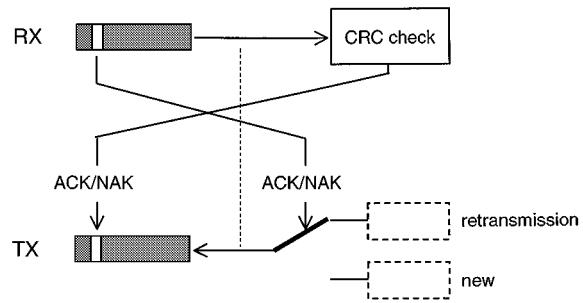 RX
CRC check
ACK/NAK
ACK/NAK
TX
retransmission
new